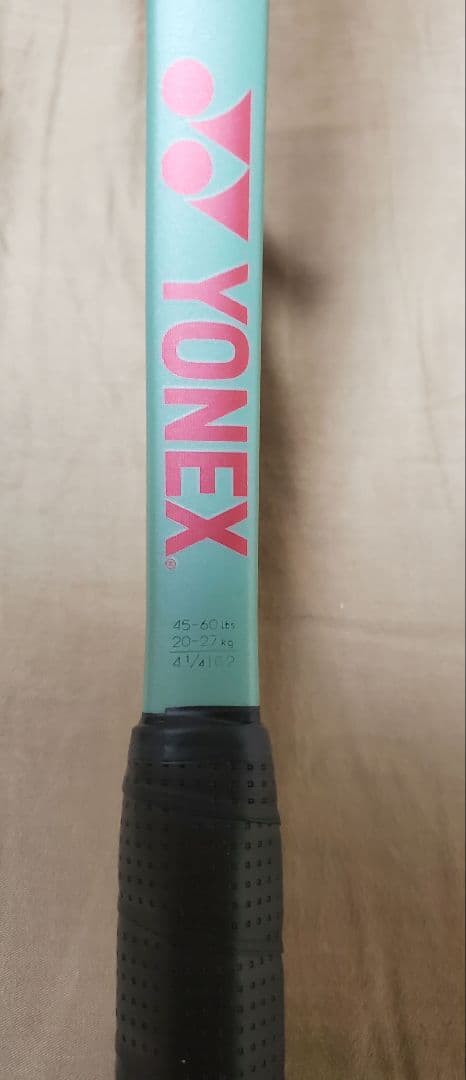 YONEX®
45-60 lbs
20-27 kg
4 1/4 | G2